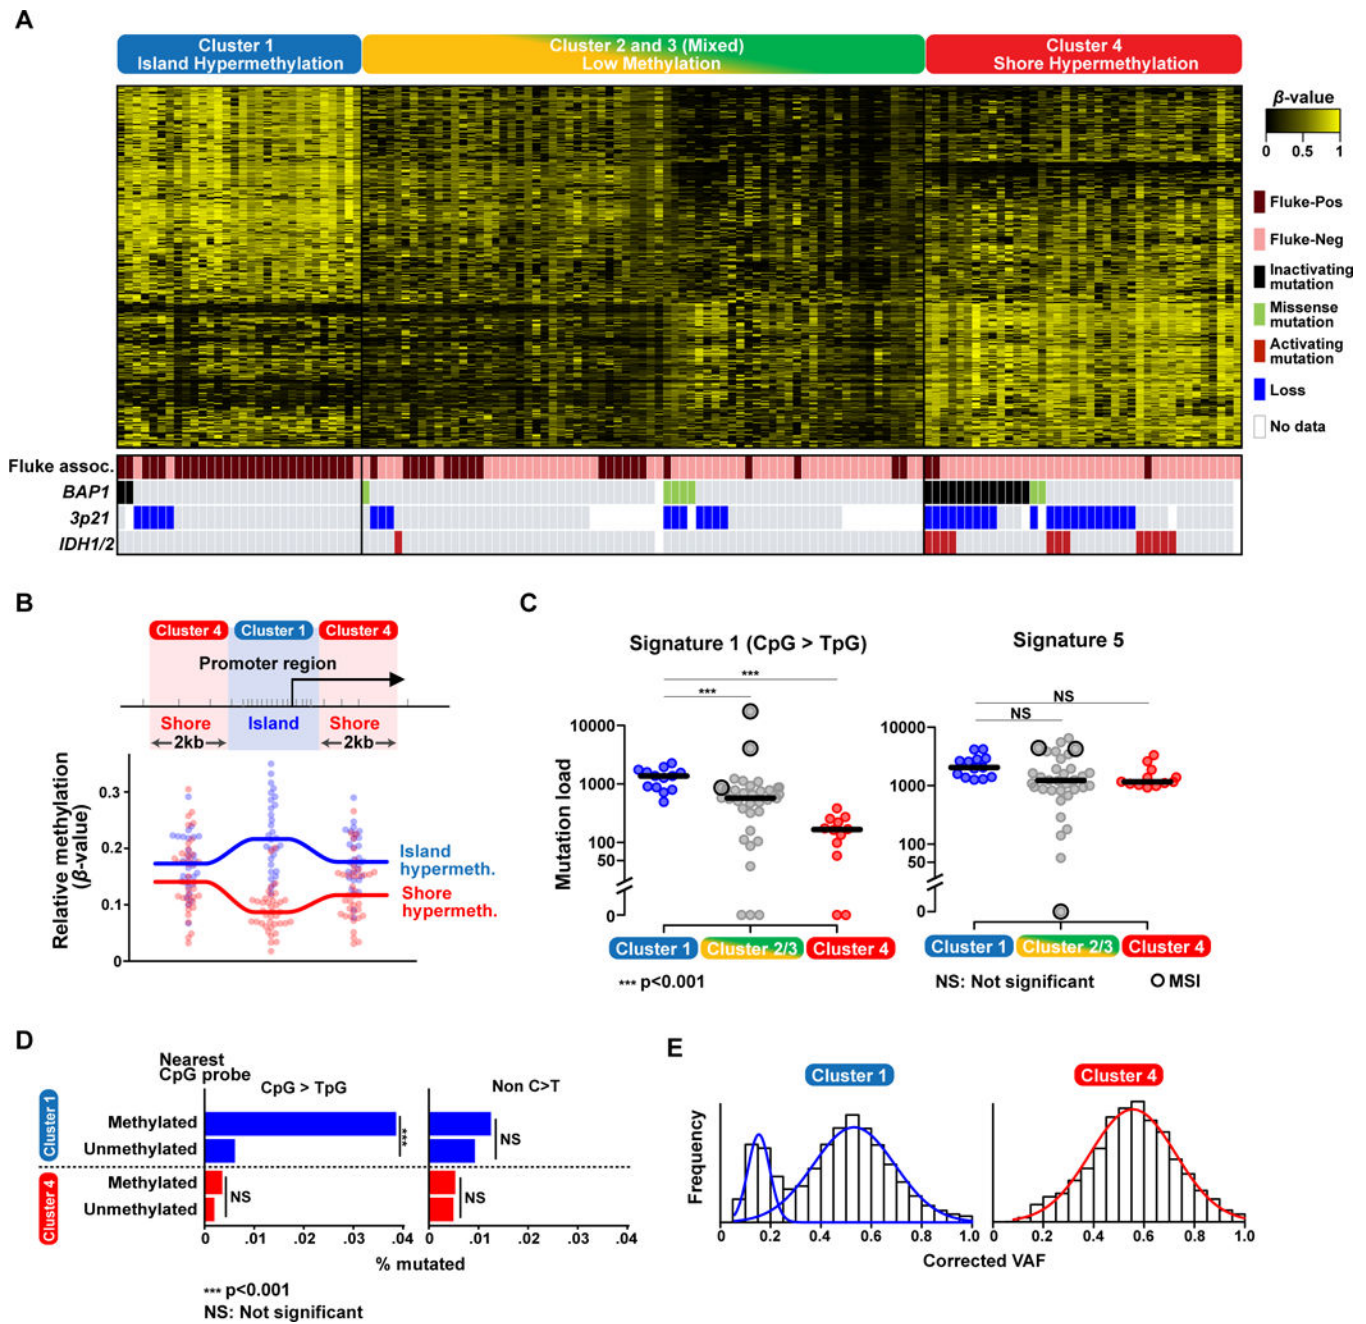 A
Cluster 1
Island Hypermethylation
Cluster 2 and 3 (Mixed)
Low Methylation
Cluster 4
Shore Hypermethylation
β-value
0 0.5 1
Fluke-Pos
Fluke-Neg
Inactivating
mutation
Missense
mutation
Activating
mutation
Loss
No data
Fluke assoc.
BAP1
3p21
IDH1/2
B
Cluster 4 Cluster 1 Cluster 4
Promoter region
Shore Island Shore
2kb 2kb
Relative methylation
(β-value)
0.3
0.2
0.1
0
Island
hypermeth.
Shore
hypermeth.
C
Signature 1 (CpG > TpG)
Signature 5
***
***
NS
NS
Mutation load
10000
1000
100
50
0
10000
1000
100
50
0
Cluster 1 Cluster 2/3 Cluster 4
Cluster 1 Cluster 2/3 Cluster 4
*** p<0.001
NS: Not significant
MSI
D
Nearest
CpG probe
CpG > TpG
Non C>T
Cluster 1
Methylated
Unmethylated
Cluster 4
Methylated
Unmethylated
***
NS
NS
NS
0 .01 .02 .03 .04
0 .01 .02 .03 .04
% mutated
*** p<0.001
NS: Not significant
E
Cluster 1
Cluster 4
Frequency
0 0.2 0.4 0.6 0.8 1.0
0 0.2 0.4 0.6 0.8 1.0
Corrected VAF